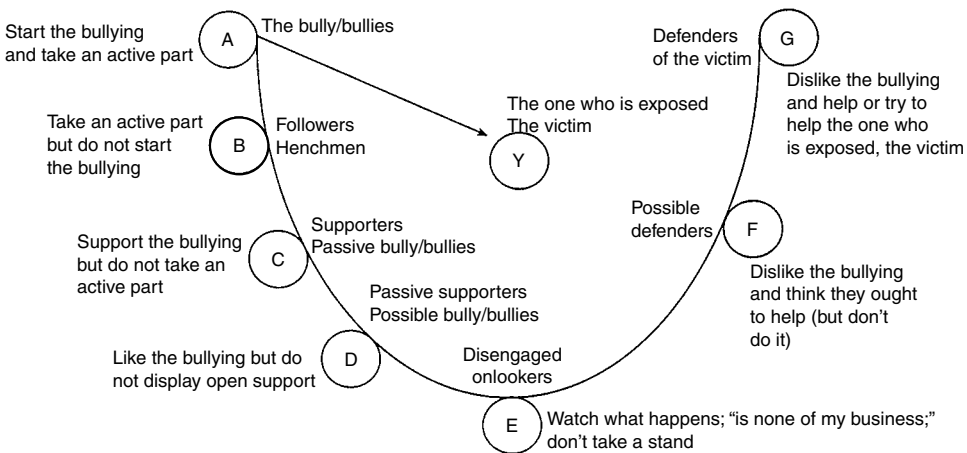 Start the bullying
and take an active part
A
The bully/bullies
Take an active part
but do not start
the bullying
B
Followers
Henchmen
Support the bullying
but do not take an
active part
C
Supporters
Passive bully/bullies
Like the bullying but do
not display open support
D
Passive supporters
Possible bully/bullies
Disengaged
onlookers
E
Watch what happens; “is none of my business;”
don’t take a stand
The one who is exposed
The victim
Y
Possible
defenders
F
Dislike the bullying
and think they ought
to help (but don’t
do it)
Defenders
of the victim
G
Dislike the bullying
and help or try to
help the one who
is exposed, the victim